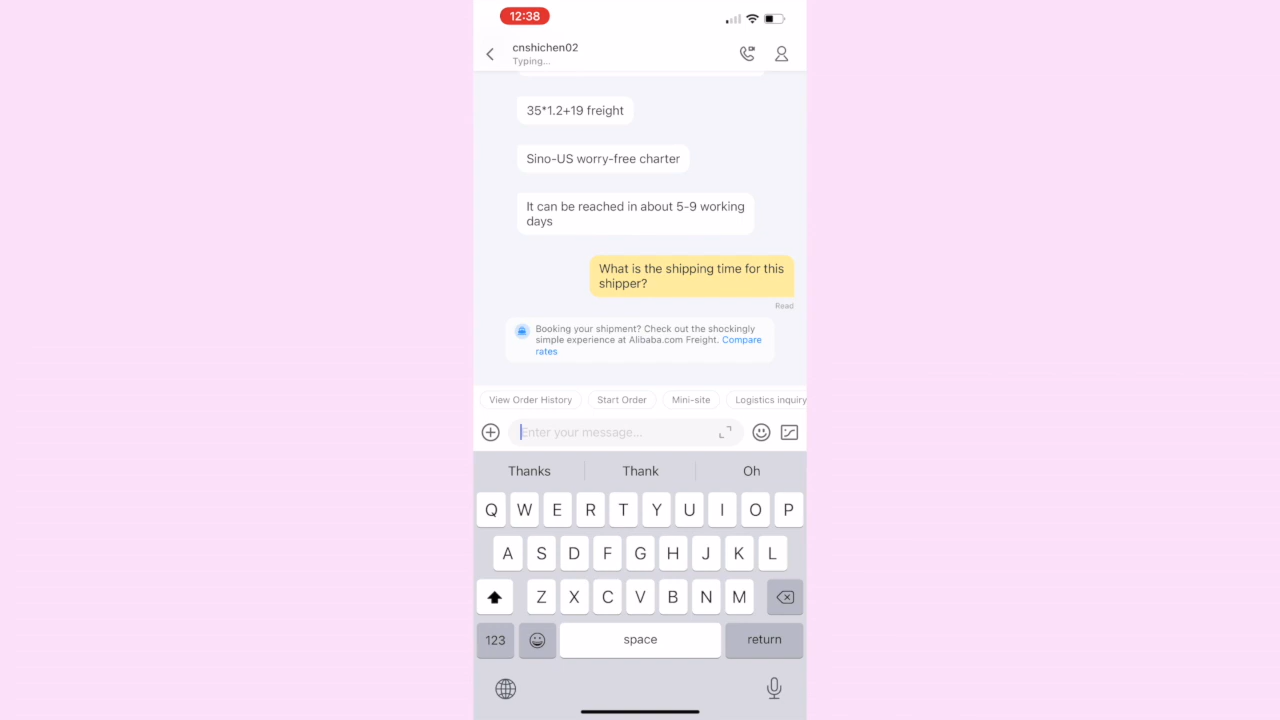 12:38
cnshichen02
Typing...
35*1.2+19 freight
Sino-US worry-free charter
It can be reached in about 5-9 working
days
What is the shipping time for this
shipper?
Read
Booking your shipment? Check out the shockingly
simple experience at Alibaba.com Freight. Compare
rates
View Order History Start Order Mini-site Logistics inquiry
Enter your message...
Thanks Thank Oh
Q W E R T Y U I O P
A S D F G H J K L
Z X C V B N M
123 space return